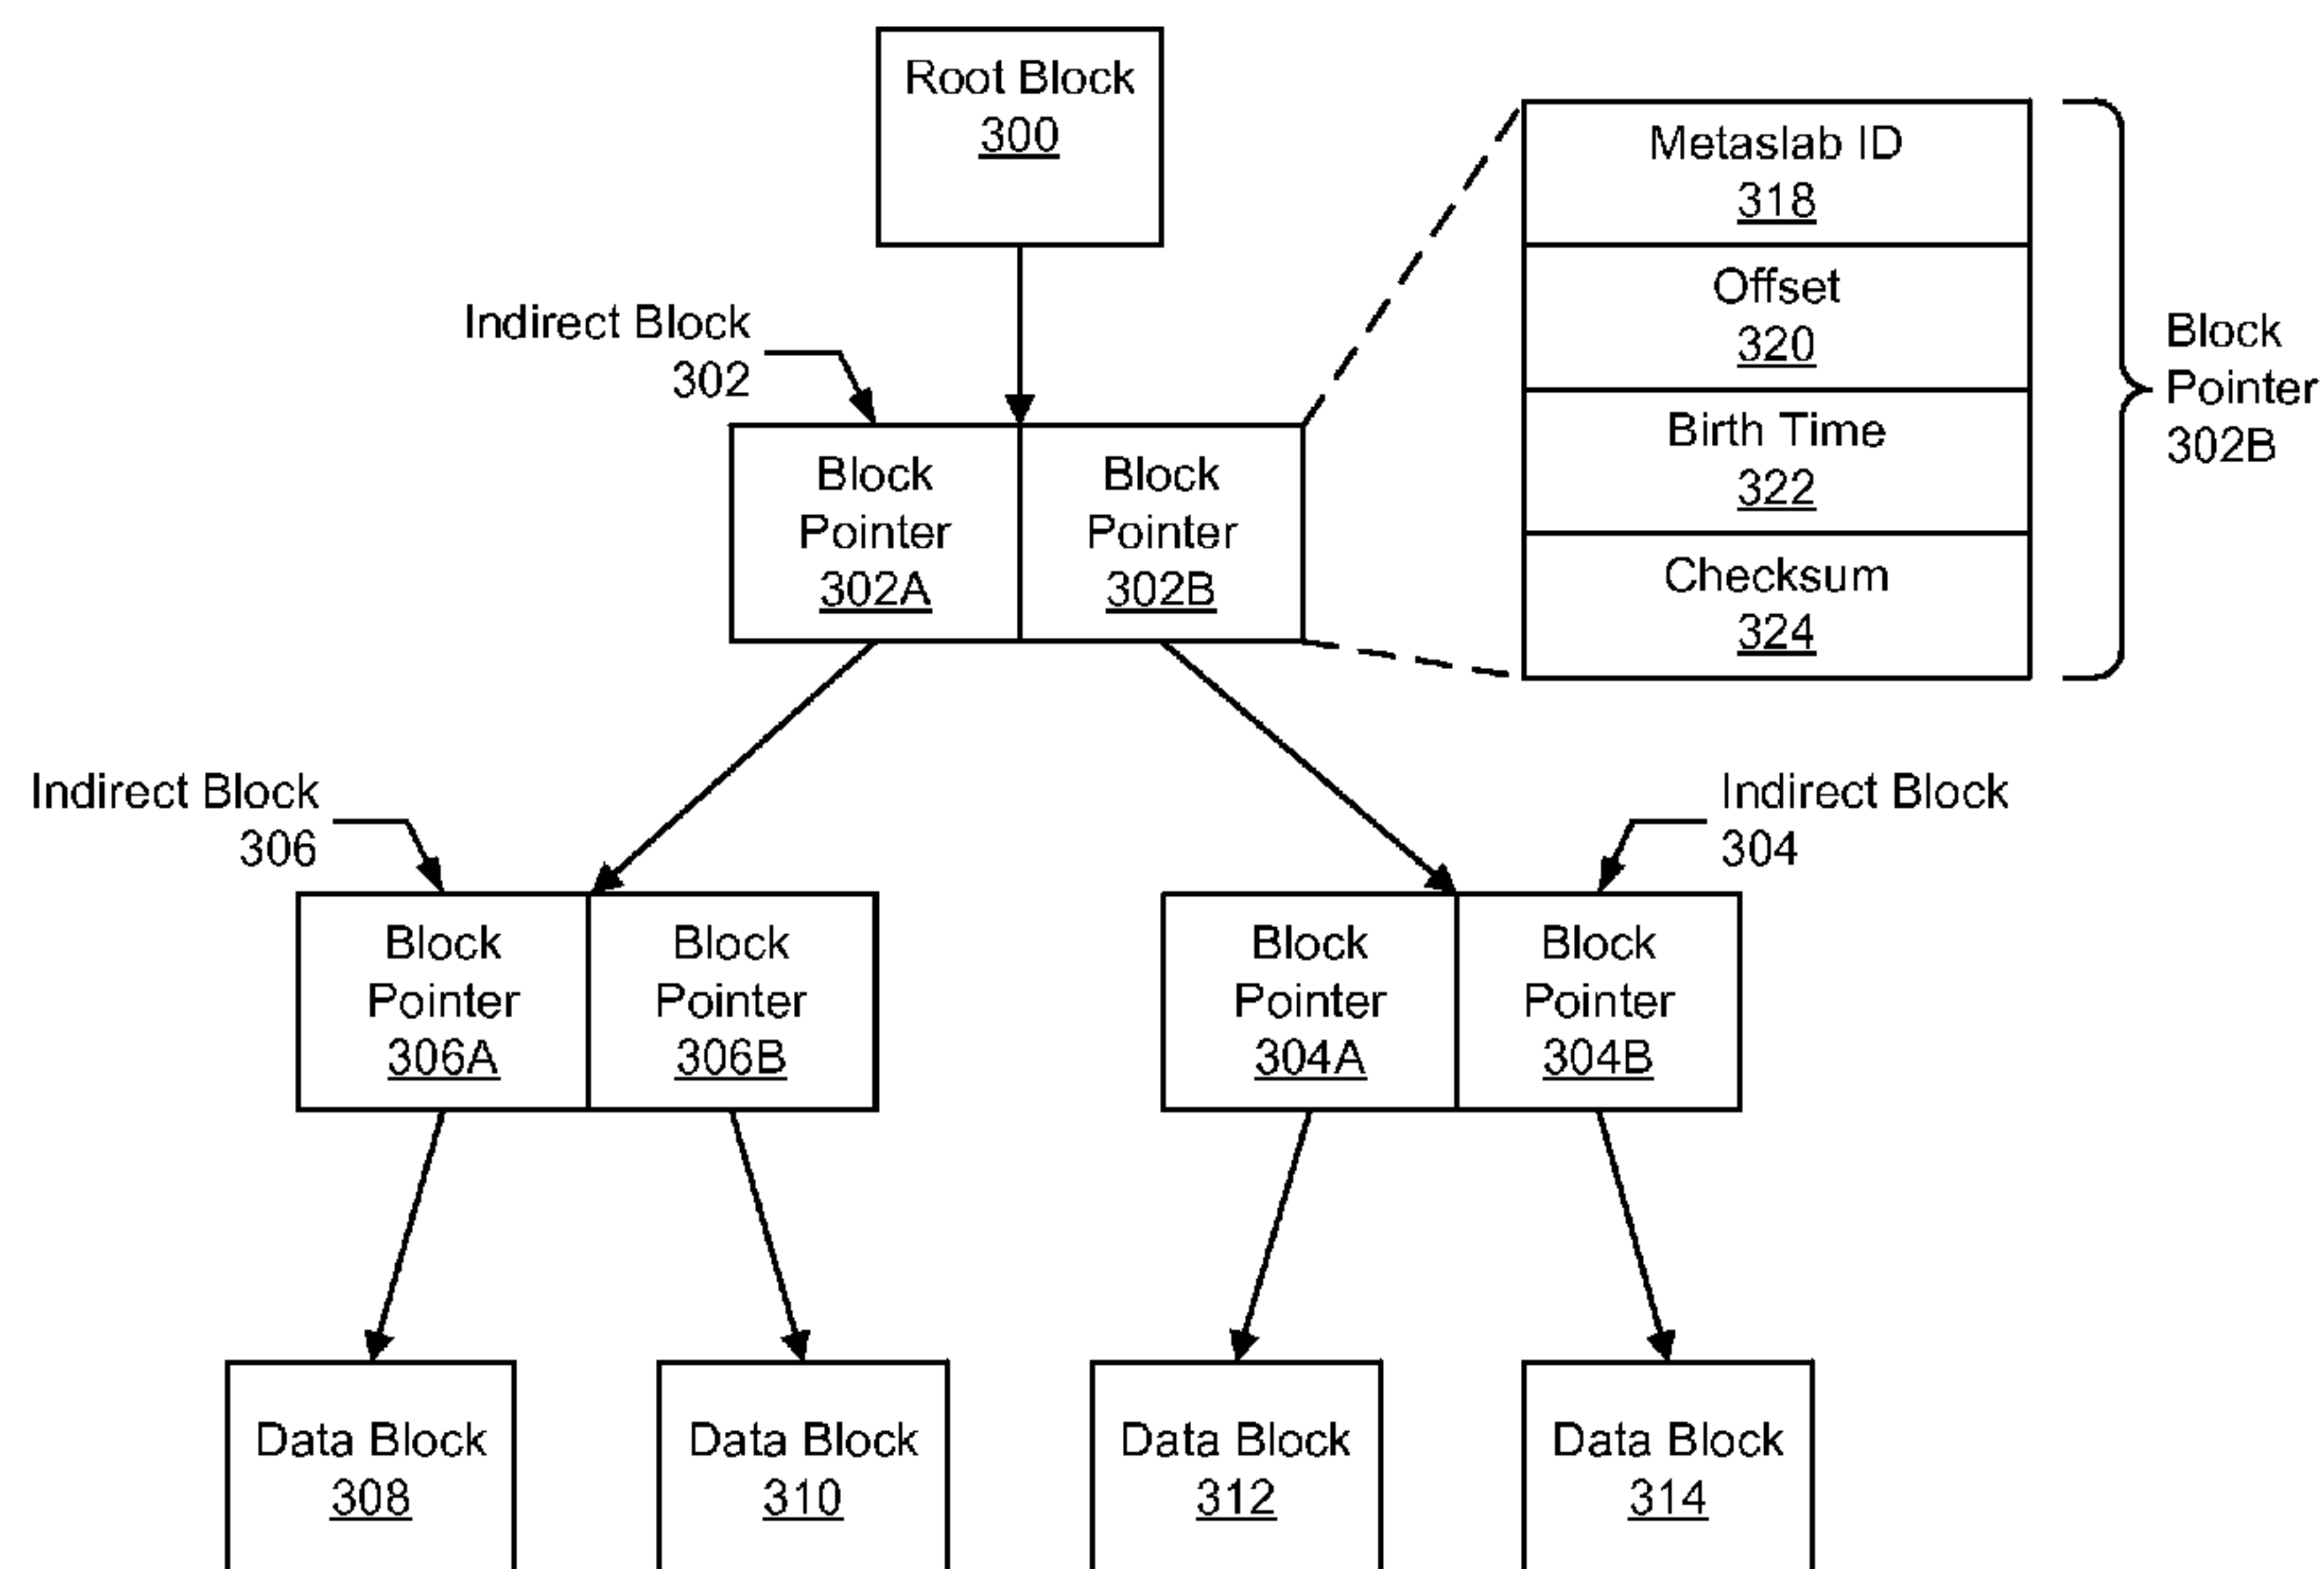 Root Block
300
Metaslab ID
318
Offset
320
Birth Time
322
Checksum
324
Block
Pointer
302B
Indirect Block
302
Block
Pointer
302A
Block
Pointer
302B
Indirect Block
306
Indirect Block
304
Block
Pointer
306A
Block
Pointer
306B
Block
Pointer
304A
Block
Pointer
304B
Data Block
308
Data Block
310
Data Block
312
Data Block
314